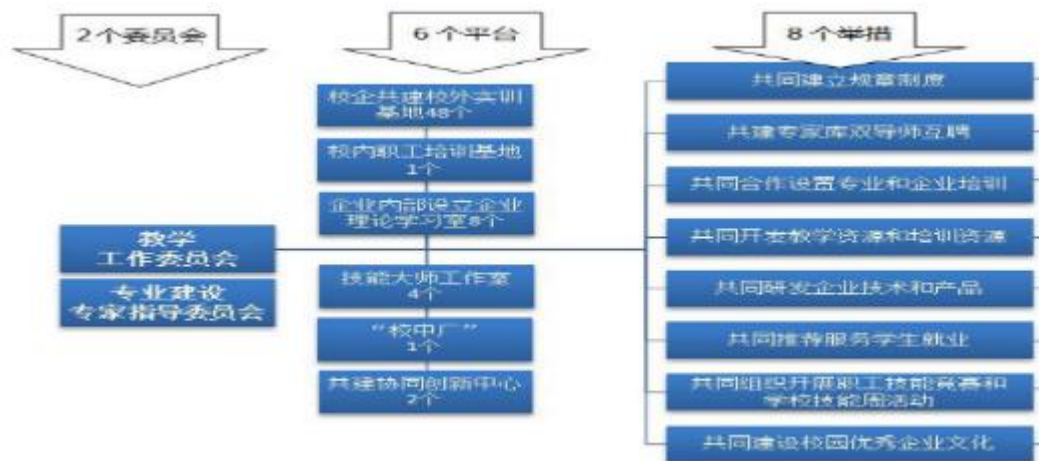 2个委员会
6个平台
8个举措
校企共建校外实训
基地48个
校内职工培训基地
1个
企业内部设立企业
理论学习室8个
教学
工作委员会
专业建设
专家指导委员会
技能大师工作室
4个
“校中厂”
1个
共建协同创新中心
2个
共同建立规章制度
共建专家库双导师互聘
共同合作设置专业和企业培训
共同开发教学资源和培训资源
共同研发企业技术和产品
共同推荐服务学生就业
共同组织开展职工技能竞赛和
学校技能周活动
共同建设校园优秀企业文化